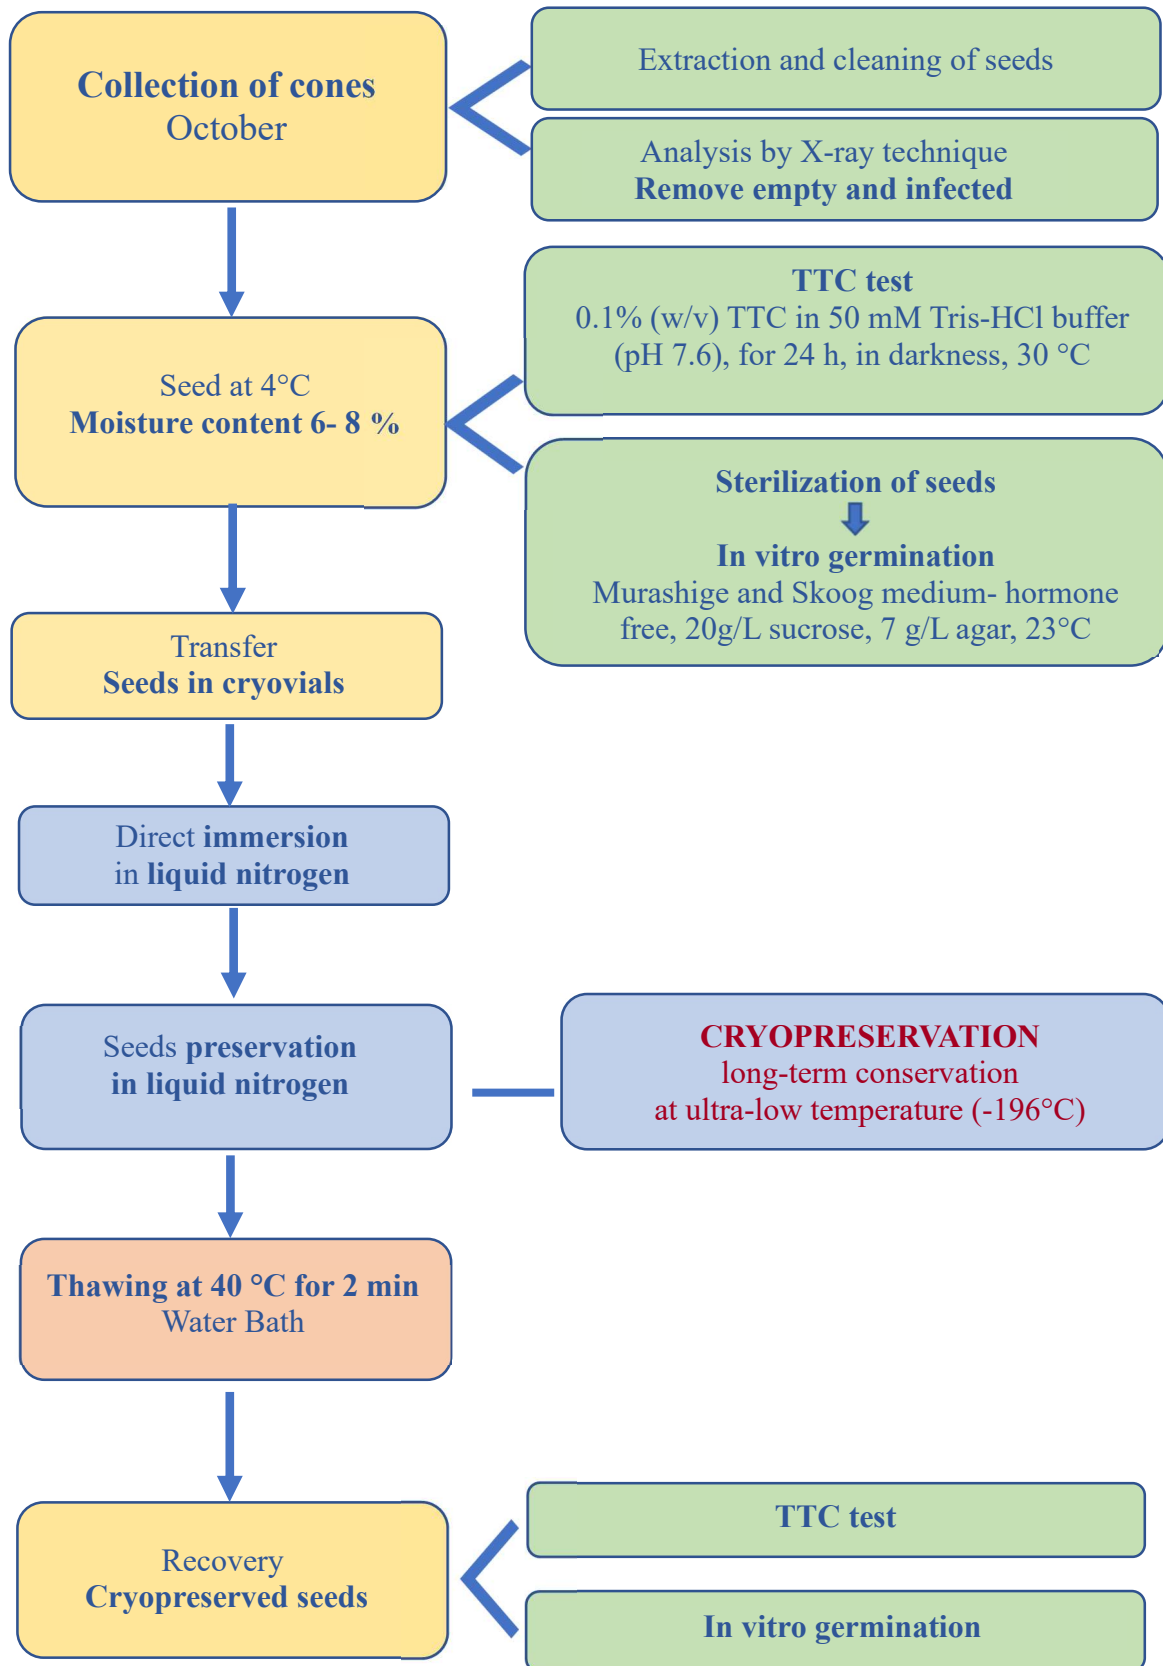 Collection of cones
October
Extraction and cleaning of seeds
Analysis by X-ray technique
Remove empty and infected
Seed at 4°C
Moisture content 6- 8 %
TTC test
0.1% (w/v) TTC in 50 mM Tris-HCl buffer
(pH 7.6), for 24 h, in darkness, 30 °C
Sterilization of seeds
In vitro germination
Murashige and Skoog medium- hormone
free, 20g/L sucrose, 7 g/L agar, 23°C
Transfer
Seeds in cryovials
Direct immersion
in liquid nitrogen
Seeds preservation
in liquid nitrogen
CRYOPRESERVATION
long-term conservation
at ultra-low temperature (-196°C)
Thawing at 40 °C for 2 min
Water Bath
Recovery
Cryopreserved seeds
TTC test
In vitro germination